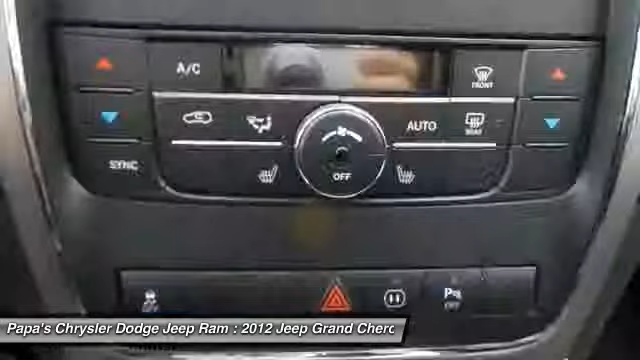 A/C
FRONT
AUTO
REAR
SYNC
OFF
OFF
Papa's Chrysler Dodge Jeep Ram : 2012 Jeep Grand Cherc